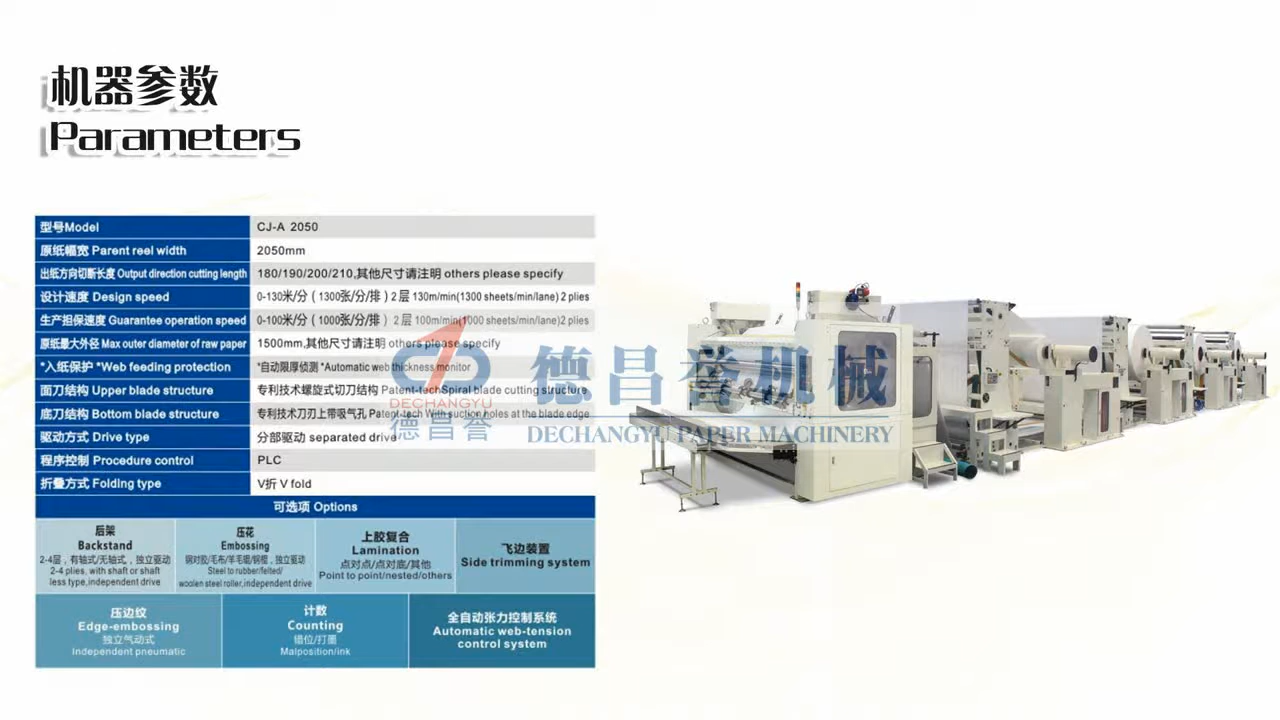 机器参数
Parameters
型号Model CJ-A 2050
原纸幅宽 Parent reel width 2050mm
出纸方向切断长度 Output direction cutting length 180/190/200/210,其他尺寸请注明 others please specify
设计速度 Design speed 0-130米/分（1300张/分/排）2 层 130m/min(1300 sheets/min/lane) 2 plies
生产担保速度 Guarantee operation speed 0-100米/分（1000张/分/排） 2 层 100m/min(1000 sheets/min/lane)2 plies
原纸最大外径 Max outer diameter of raw paper 1500mm,其他尺寸请注明 others please specify
*入纸保护 *Web feeding protection *自动限厚侦测 *Automatic web thickness monitor
面刀结构 Upper blade structure 专利技术螺旋式切刀结构 Patent-techSpiral blade cutting structure
底刀结构 Bottom blade structure 专利技术刀刃上带吸气孔 Patent-tech With suction holes at the blade edge
驱动方式 Drive type 分部驱动 separated drive
程序控制 Procedure control PLC
折叠方式 Folding type V折 V fold
可选项 Options
后架
Backstand
2-4层，有轴式/无轴式，独立驱动
2-4 plies, with shaft or shaft
less type,independent drive
压花
Embossing
钢对胶/毛布/羊毛辊/钢辊，独立驱动
Steel to rubber/felted/
woolen steel roller,independent drive
上胶复合
Lamination
点对点/点对底/其他
Point to point/nested/others
飞边装置
Side trimming system
压边纹
Edge-embossing
独立气动式
Independent pneumatic
计数
Counting
错位/打墨
Malposition/ink
全自动张力控制系统
Automatic web-tension
control system
DECHANGYU
德昌誉
德昌誉机械
DECHANGYU PAPER MACHINERY